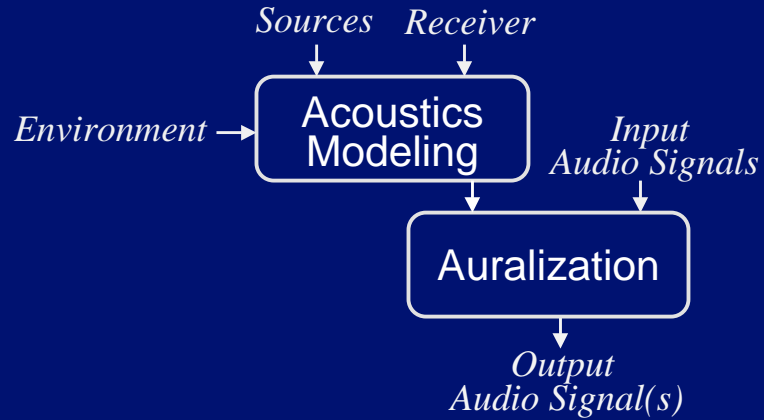 Sources Receiver
Environment
Acoustics
Modeling
Input
Audio Signals
Auralization
Output
Audio Signal(s)